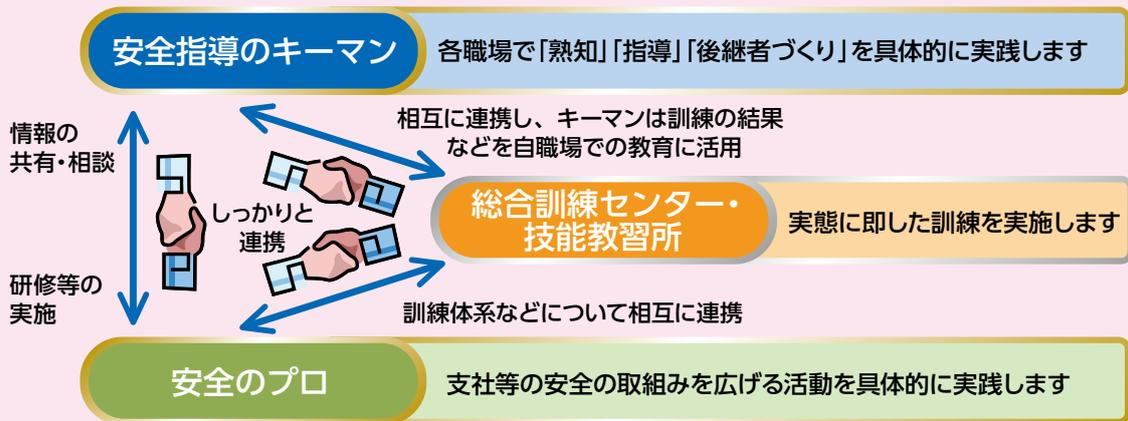 安全指導のキーマン
各職場で「熟知」「指導」「後継者づくり」を具体的に実践します
情報の
共有・相談
相互に連携し、キーマンは訓練の結果
などを自職場での教育に活用
しっかりと
連携
総合訓練センター・
技能教習所
実態に即した訓練を実施します
研修等の
実施
訓練体系などについて相互に連携
安全のプロ
支社等の安全の取組みを広げる活動を具体的に実践します